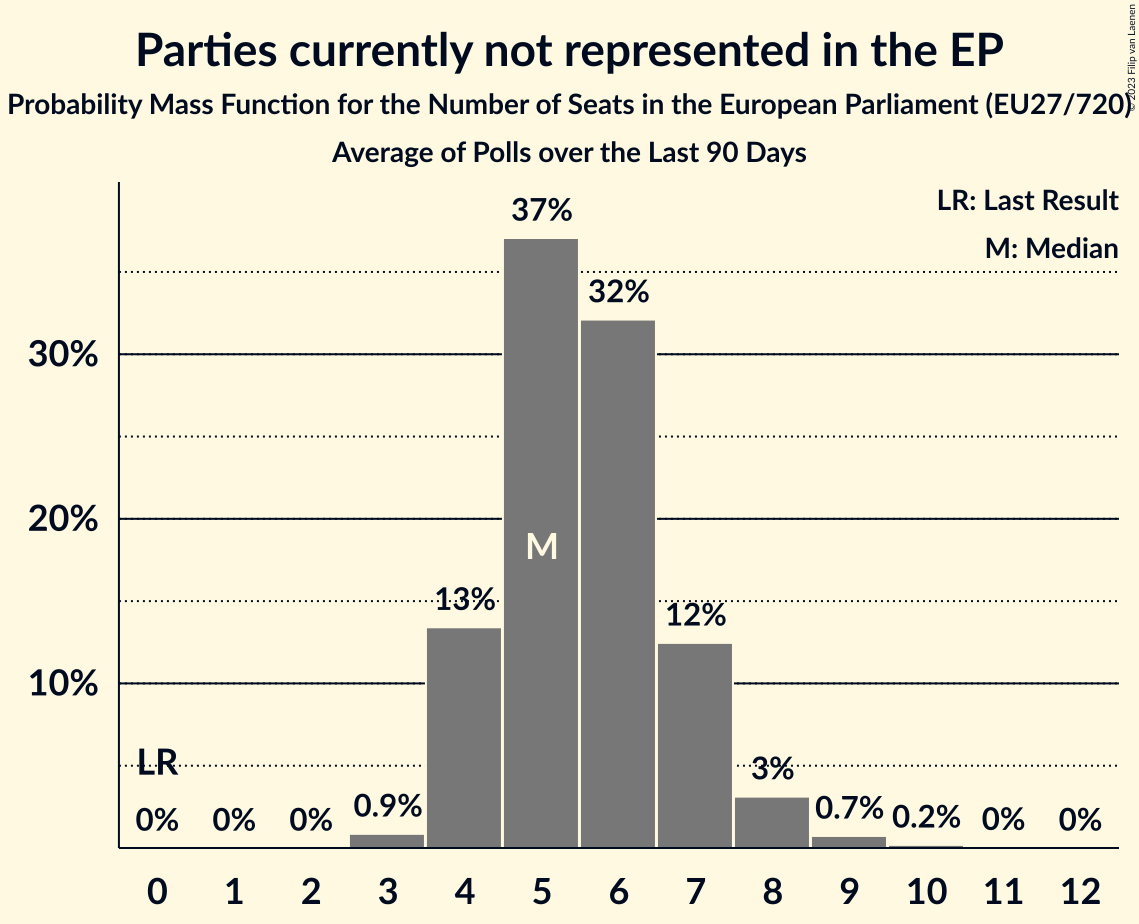 Parties currently not represented in the EP
Probability Mass Function for the Number of Seats in the European Parliament (EU27/720)
Average of Polls over the Last 90 Days
© 2023 Filip van Laenen
LR: Last Result
M: Median
37%
32%
30%
20%
M
13%
12%
10%
LR
3%
0% 0% 0% 0.9% 0.7% 0.2% 0% 0%
0 1 2 3 4 5 6 7 8 9 10 11 12